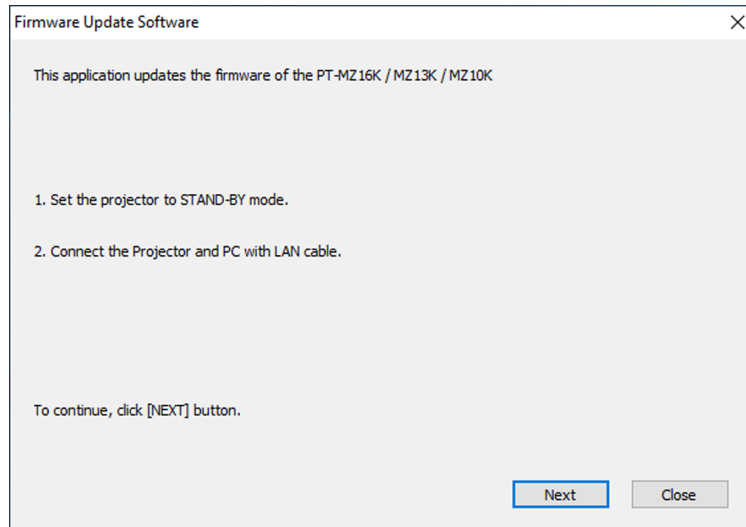 Firmware Update Software
This application updates the firmware of the PT-MZ16K / MZ13K / MZ10K
1. Set the projector to STAND-BY mode.
2. Connect the Projector and PC with LAN cable.
To continue, click [NEXT] button.
Next
Close